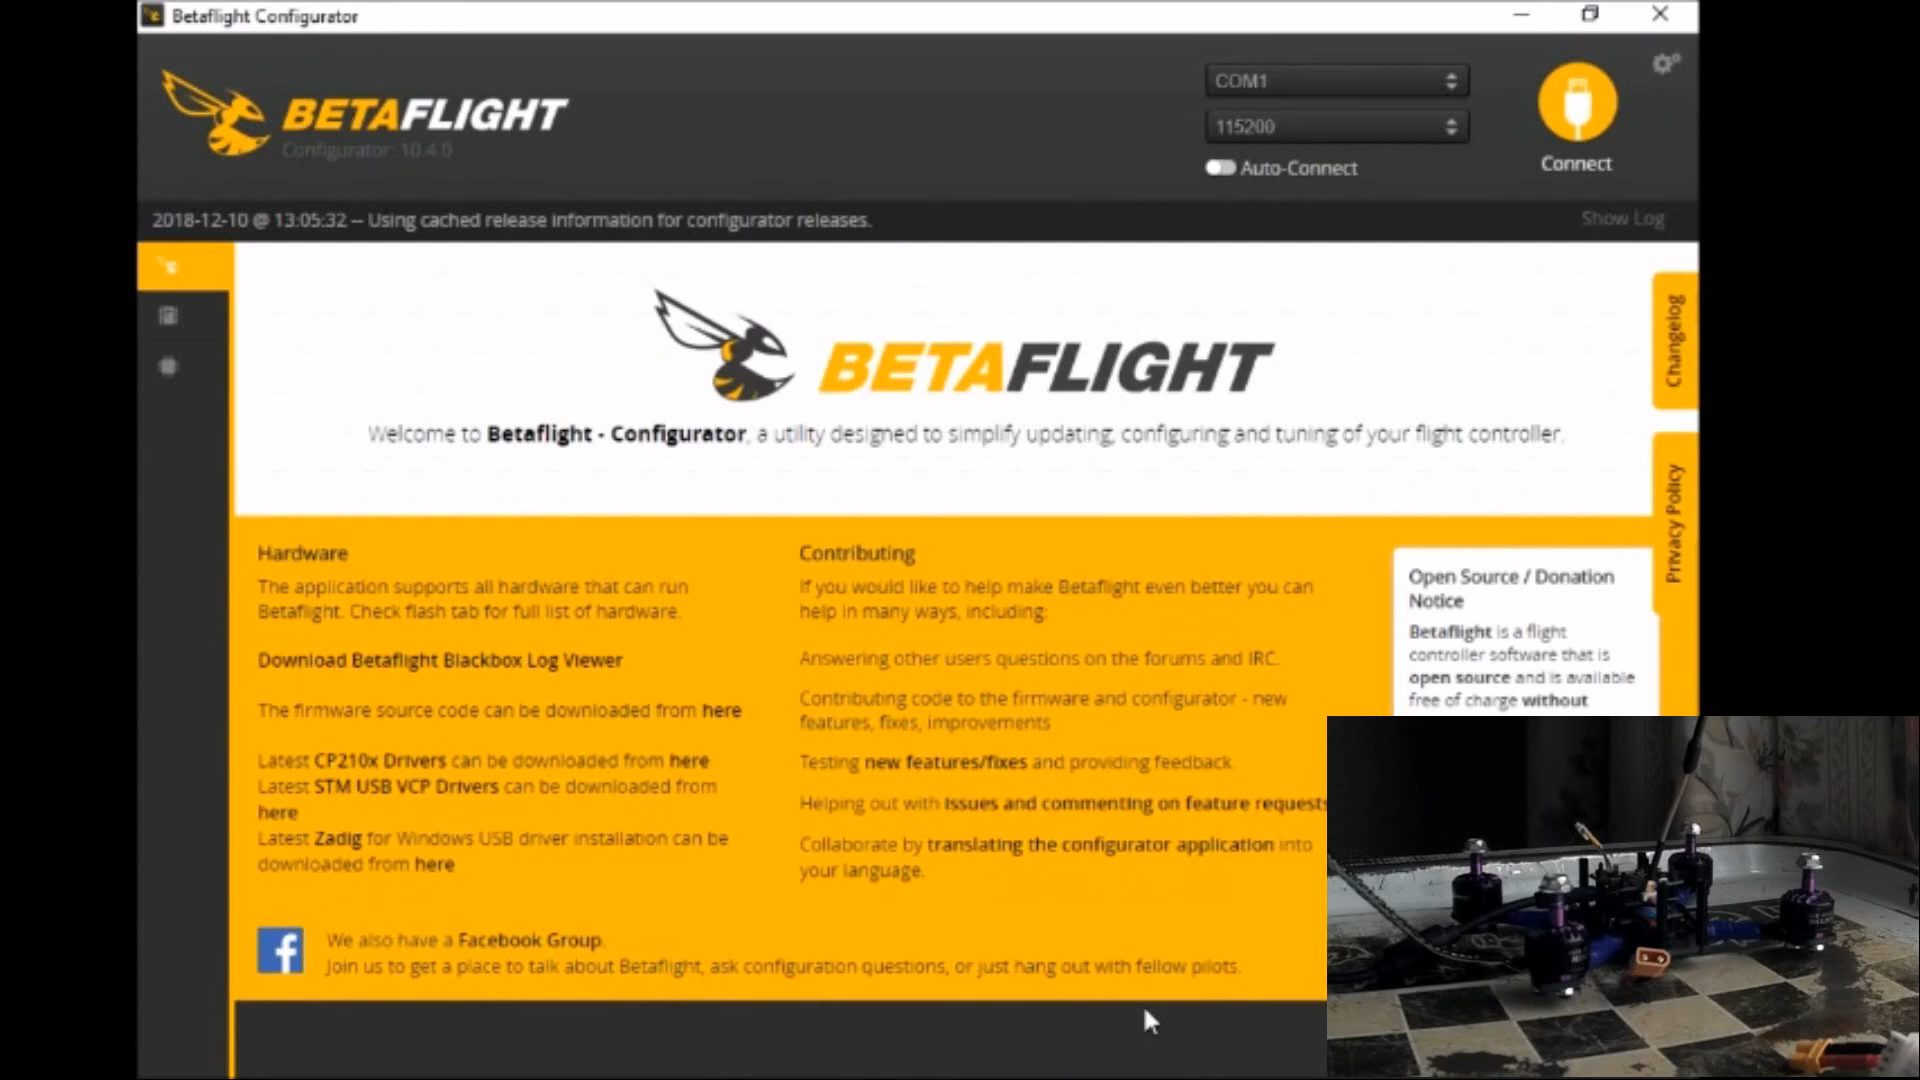 Betaflight Configurator
BETAFLIGHT
Configurator: 10.4.0
COM1
115200
Auto-Connect
Connect
2018-12-10 @ 13:05:32 -- Using cached release information for configurator releases.
Show Log
BETAFLIGHT
Welcome to Betaflight - Configurator, a utility designed to simplify updating, configuring and tuning of your flight controller.
Changelog
Privacy Policy
Hardware
The application supports all hardware that can run
Betaflight. Check flash tab for full list of hardware.
Download Betaflight Blackbox Log Viewer
The firmware source code can be downloaded from here
Latest CP210x Drivers can be downloaded from here
Latest STM USB VCP Drivers can be downloaded from
here
Latest Zadig for Windows USB driver installation can be
downloaded from here
Contributing
If you would like to help make Betaflight even better you can
help in many ways, including:
Answering other users questions on the forums and IRC.
Contributing code to the firmware and configurator - new
features, fixes, improvements
Testing new features/fixes and providing feedback.
Helping out with issues and commenting on feature requests
Collaborate by translating the configurator application into
your language.
Open Source / Donation
Notice
Betaflight is a flight
controller software that is
open source and is available
free of charge without
We also have a Facebook Group.
Join us to get a place to talk about Betaflight, ask configuration questions, or just hang out with fellow pilots.